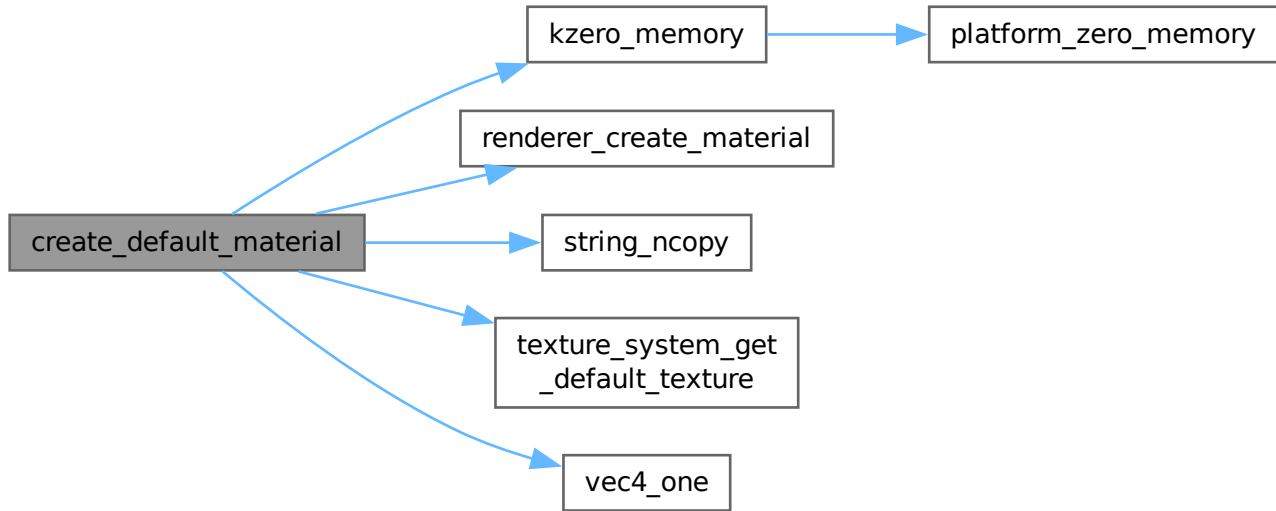 kzero_memory
platform_zero_memory
renderer_create_material
create_default_material
string_ncopy
texture_system_get
_default_texture
vec4_one